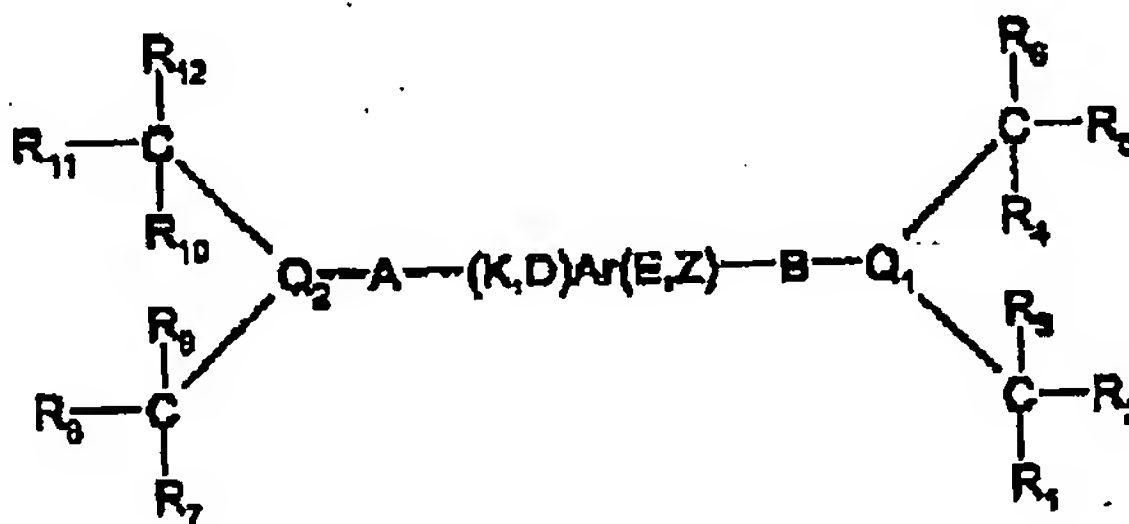 R₁₂ R₆
R₁₁ C C R₅
R₁₀ R₄
Q₂ A (K,D)Ar(E,Z) B Q₁
R₉ R₃
R₈ C C R₂
R₇ R₁